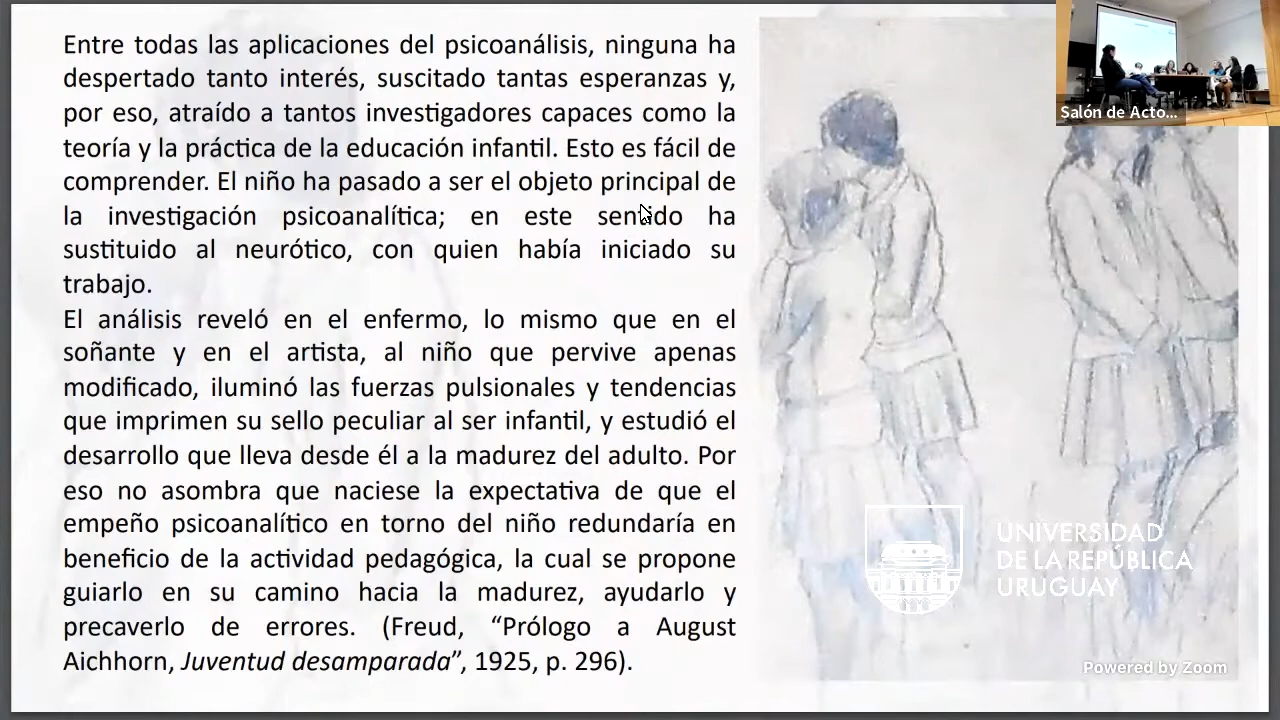 Entre todas las aplicaciones del psicoanálisis, ninguna ha
despertado tanto interés, suscitado tantas esperanzas y,
por eso, atraído a tantos investigadores capaces como la
teoría y la práctica de la educación infantil. Esto es fácil de
comprender. El niño ha pasado a ser el objeto principal de
la investigación psicoanalítica; en este sentido ha
sustituido al neurótico, con quien había iniciado su
trabajo.
El análisis reveló en el enfermo, lo mismo que en el
soñante y en el artista, al niño que pervive apenas
modificado, iluminó las fuerzas pulsionales y tendencias
que imprimen su sello peculiar al ser infantil, y estudió el
desarrollo que lleva desde él a la madurez del adulto. Por
eso no asombra que naciese la expectativa de que el
empeño psicoanalítico en torno del niño redundaría en
beneficio de la actividad pedagógica, la cual se propone
guiarlo en su camino hacia la madurez, ayudarlo y
precaverlo de errores. (Freud, “Prólogo a August
Aichhorn, Juventud desamparada”, 1925, p. 296).
Salón de Acto...
UNIVERSIDAD
DE LA REPÚBLICA
URUGUAY
Powered by Zoom